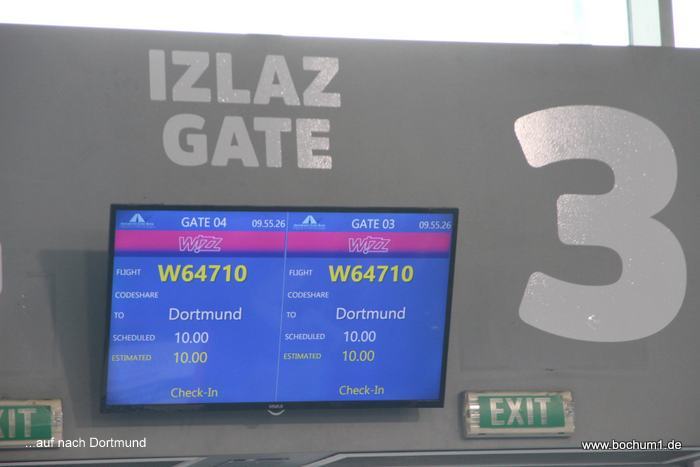 IZLAZ
GATE
3
GATE 04 09.55.26
WIZZ
FLIGHT W64710
CODESHARE
TO Dortmund
SCHEDULED 10.00
ESTIMATED 10.00
Check-In
GATE 03 09.55.26
WIZZ
FLIGHT W64710
CODESHARE
TO Dortmund
SCHEDULED 10.00
ESTIMATED 10.00
Check-In
EXIT
XIT
...auf nach Dortmund
www.bochum1.de